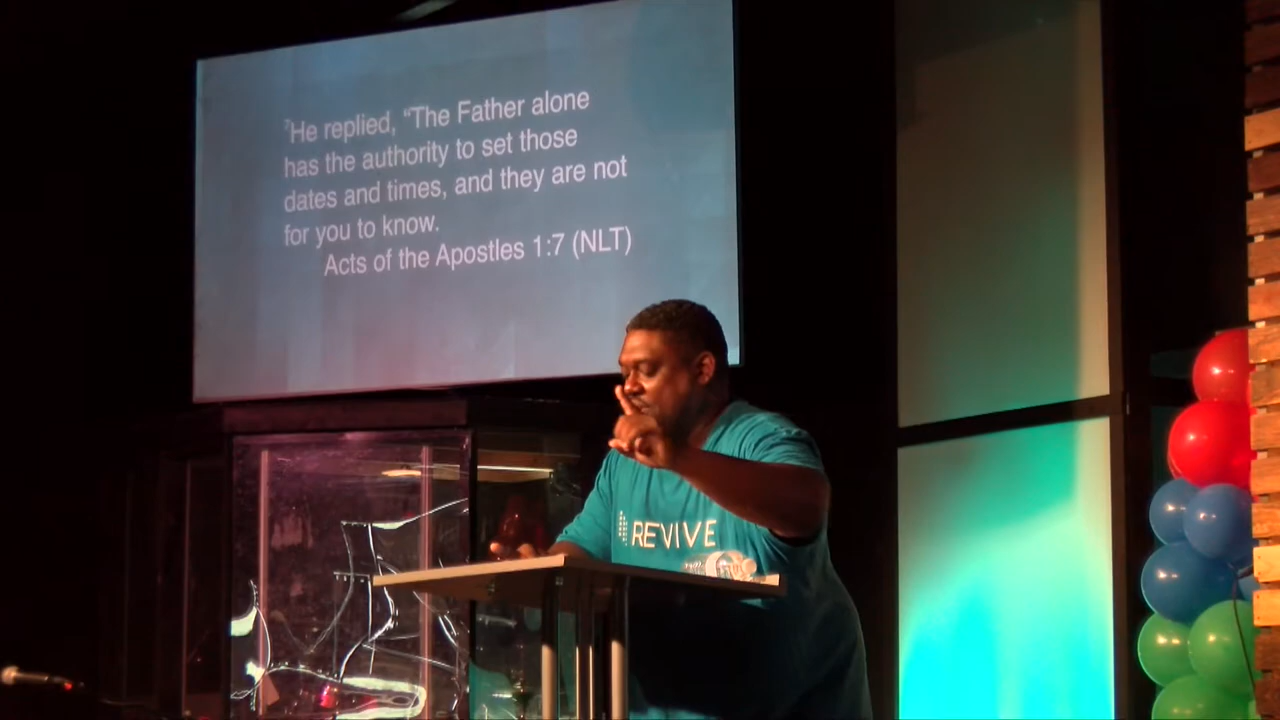 ⁷He replied, “The Father alone
has the authority to set those
dates and times, and they are not
for you to know.
Acts of the Apostles 1:7 (NLT)
REVIVE